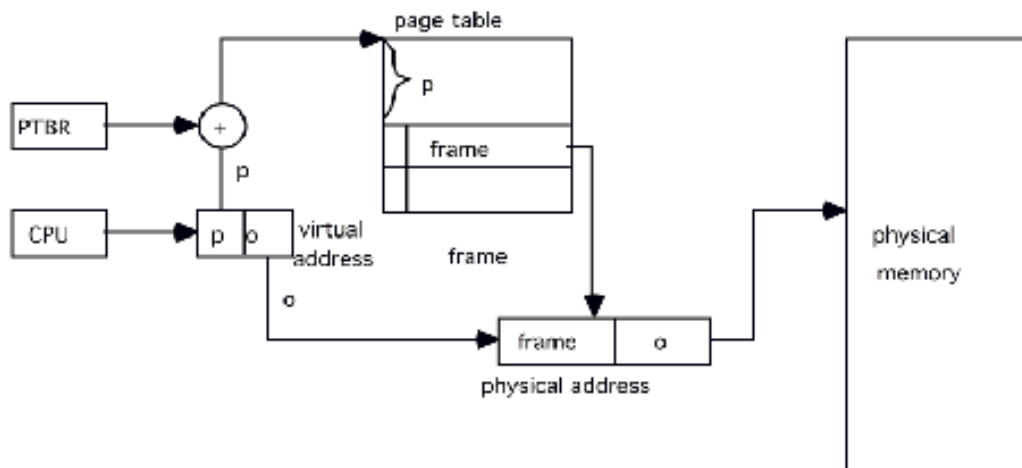 page table
p
PTBR
+
frame
p
CPU
p o
virtual
address
frame
physical
memory
o
frame o
physical address